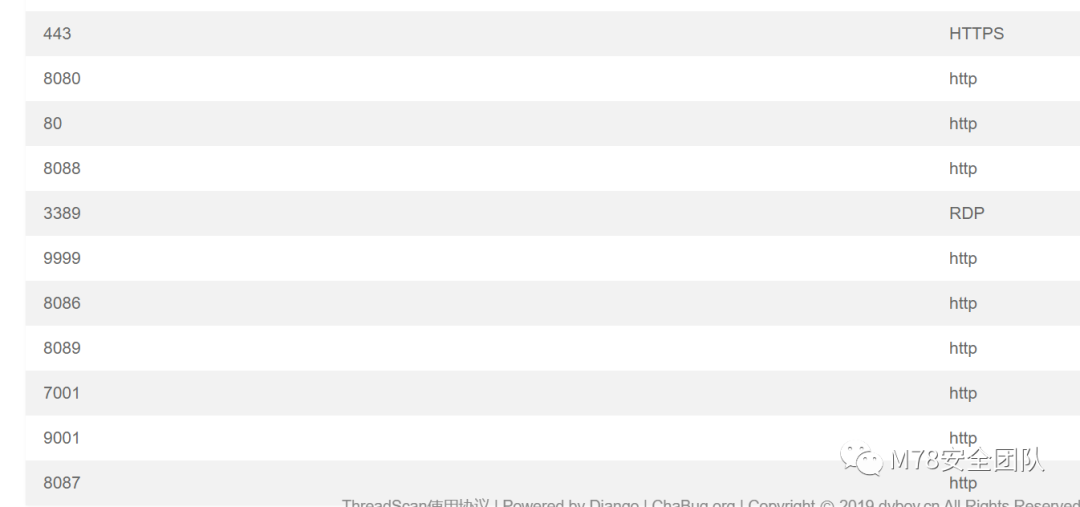 443 HTTPS
8080 http
80 http
8088 http
3389 RDP
9999 http
8086 http
8089 http
7001 http
9001 http
M78安全团队
8087 http
ThreadScan使用协议 | Powered by Django | ChaBug.org | Copyright © 2019 dyboy.cn All Rights Reserved